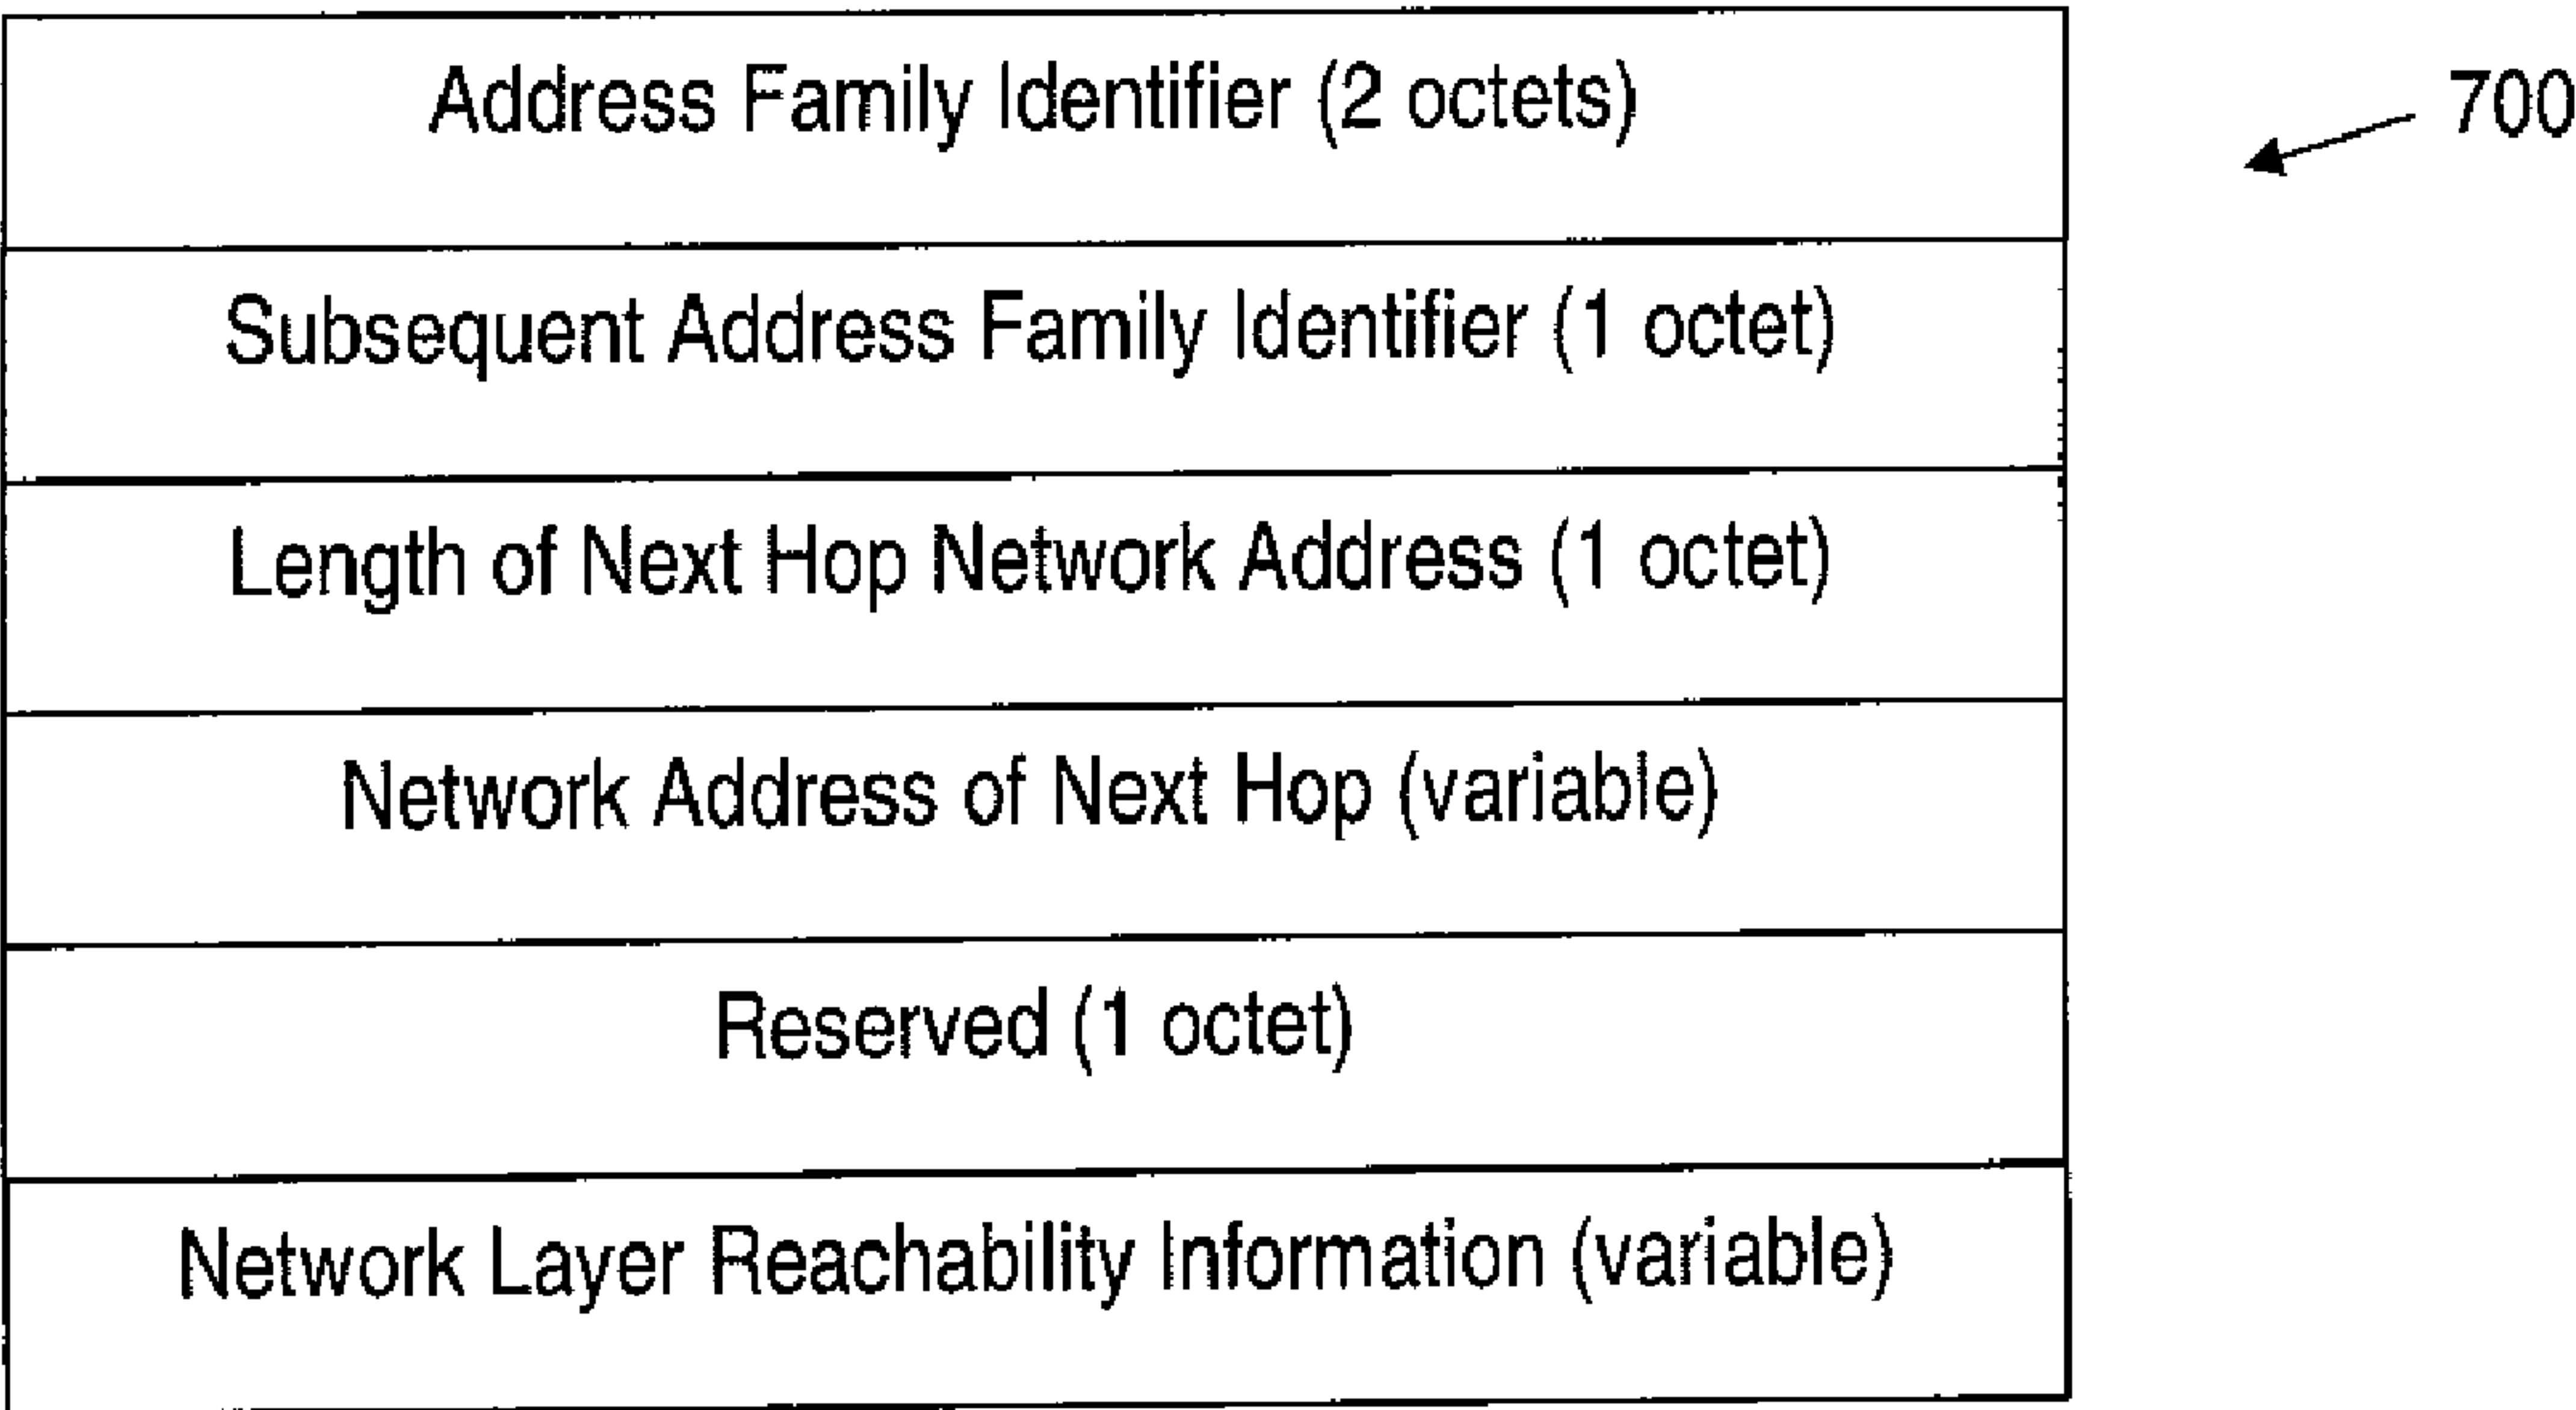 Address Family Identifier (2 octets)
700
Subsequent Address Family Identifier (1 octet)
Length of Next Hop Network Address (1 octet)
Network Address of Next Hop (variable)
Reserved (1 octet)
Network Layer Reachability Information (variable)